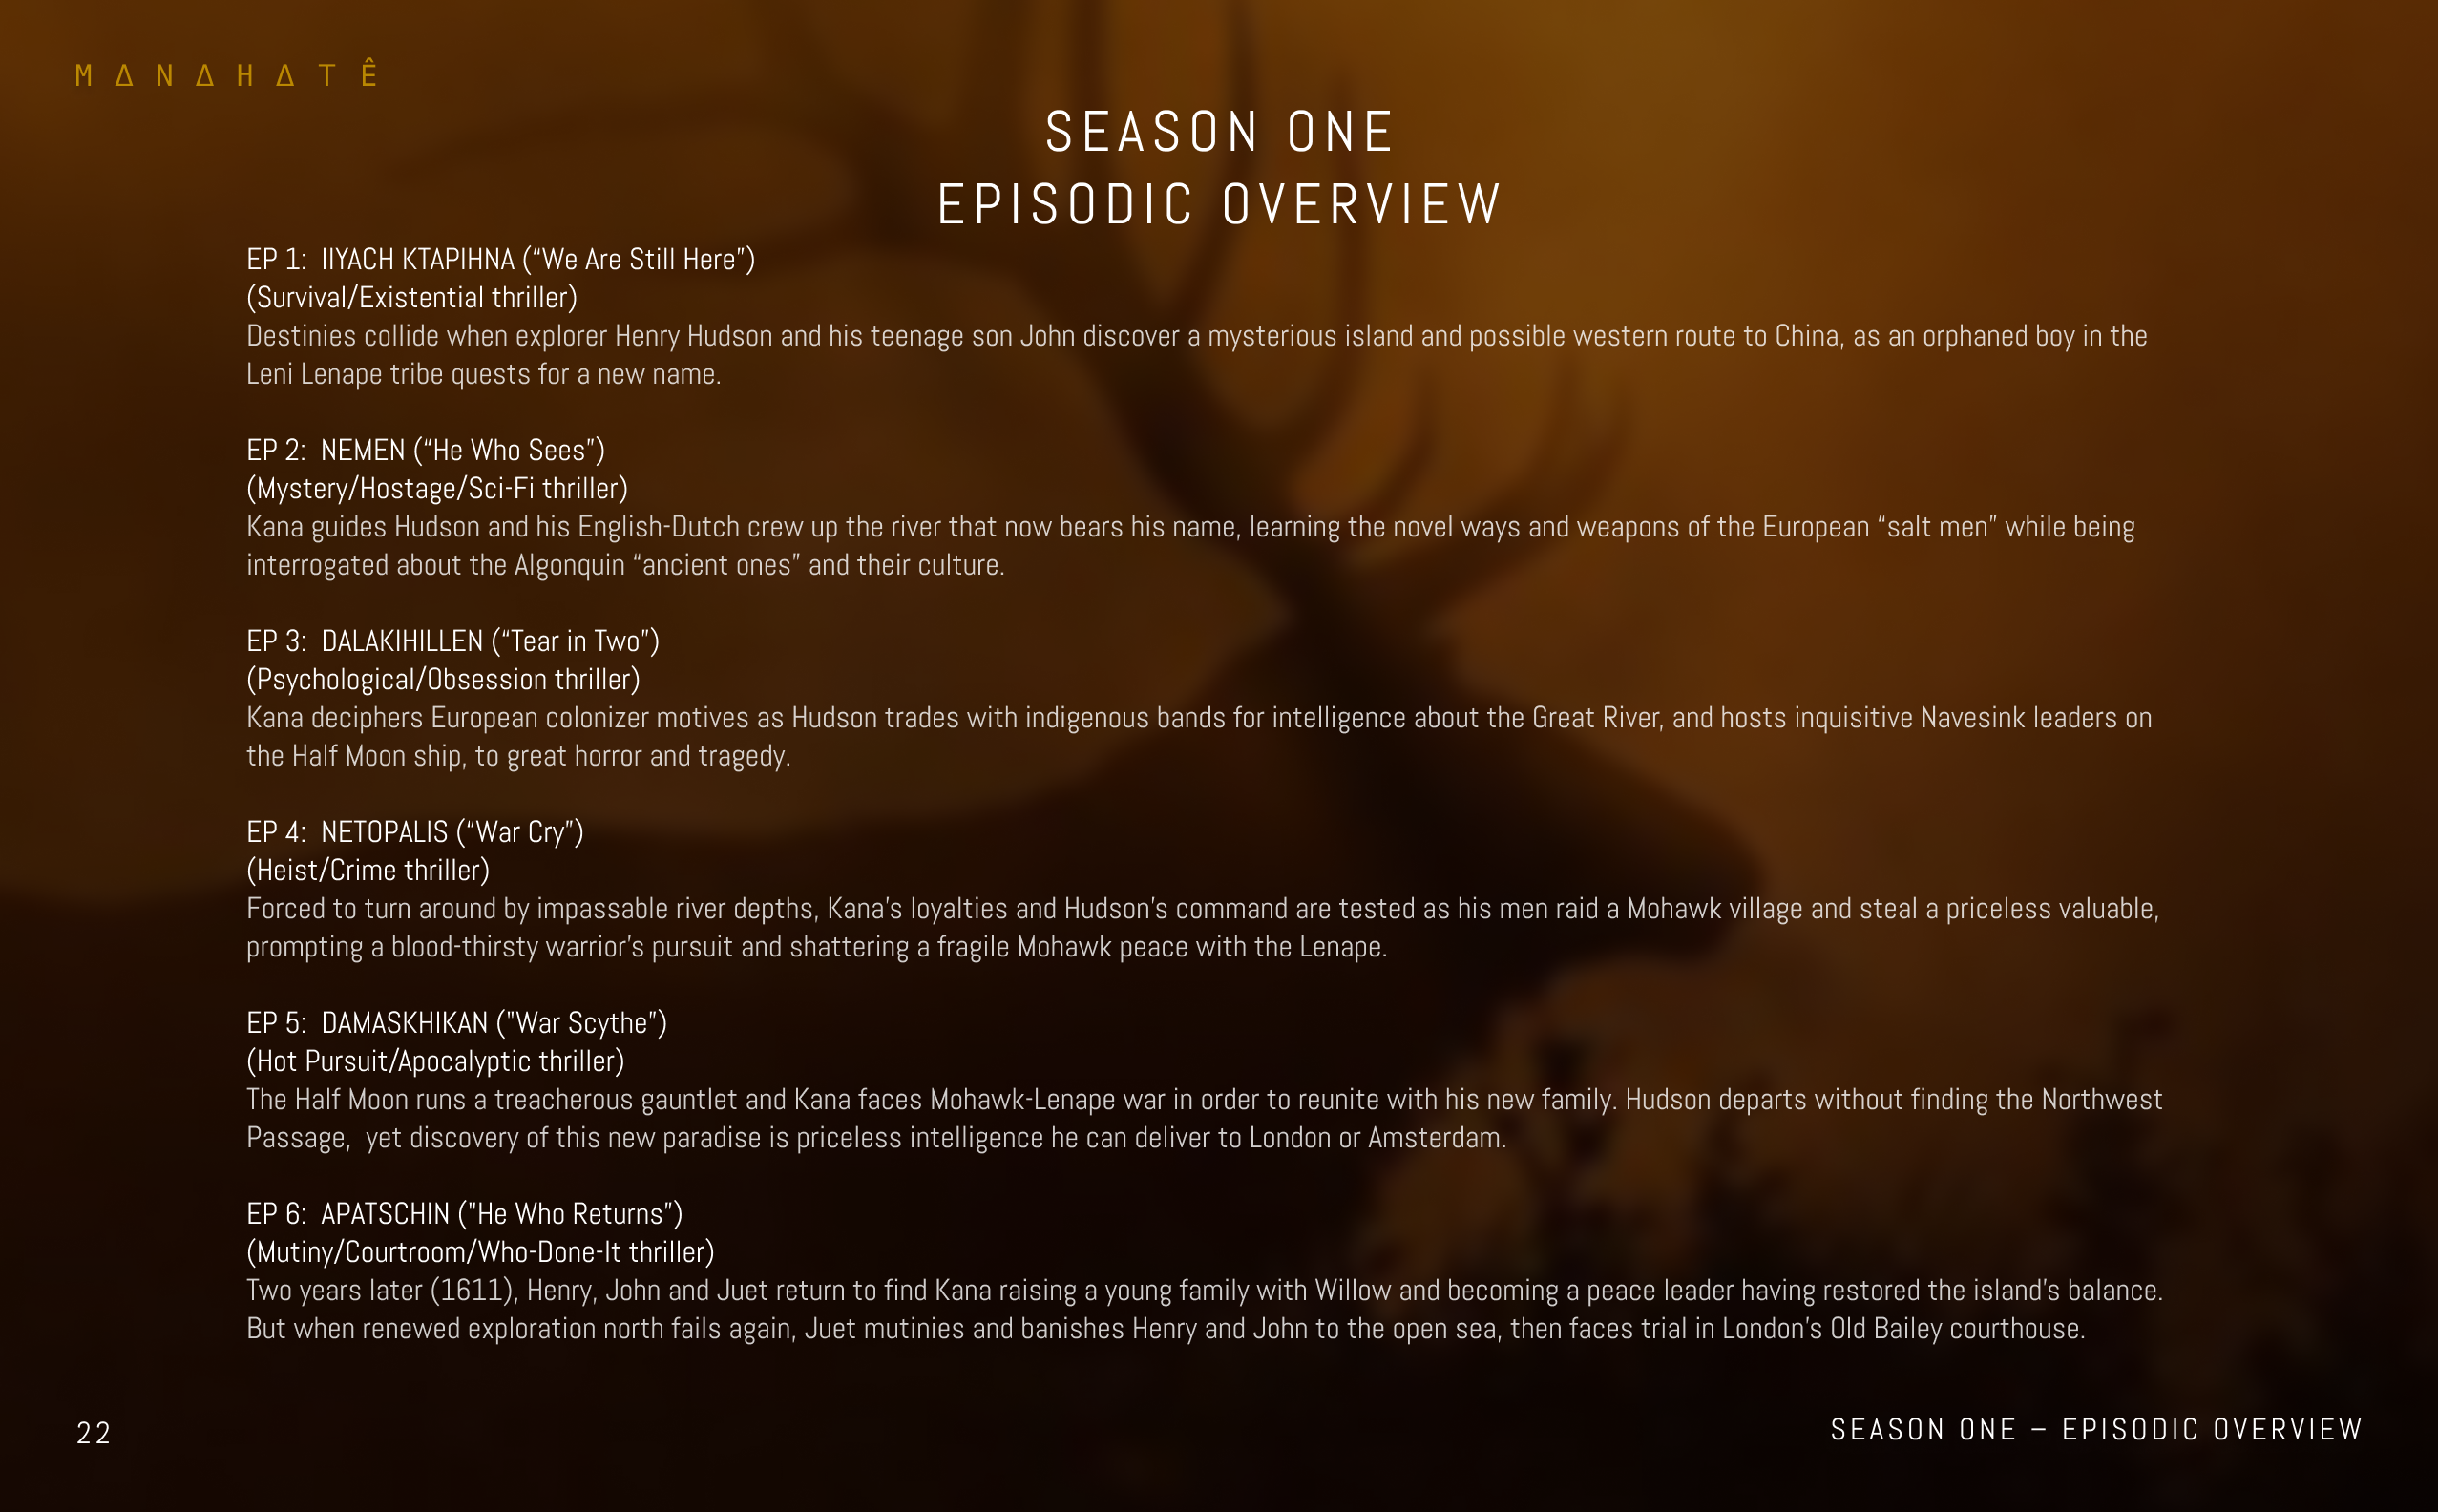 M Δ N Δ H Δ T Ê
SEASON ONE
EPISODIC OVERVIEW
EP 1:  IIYACH KTAPIHNA (“We Are Still Here”)
(Survival/Existential thriller)
Destinies collide when explorer Henry Hudson and his teenage son John discover a mysterious island and possible western route to China, as an orphaned boy in the
Leni Lenape tribe quests for a new name.
EP 2:  NEMEN (“He Who Sees”)
(Mystery/Hostage/Sci-Fi thriller)
Kana guides Hudson and his English-Dutch crew up the river that now bears his name, learning the novel ways and weapons of the European “salt men” while being
interrogated about the Algonquin “ancient ones” and their culture.
EP 3:  DALAKIHILLEN (“Tear in Two”)
(Psychological/Obsession thriller)
Kana deciphers European colonizer motives as Hudson trades with indigenous bands for intelligence about the Great River, and hosts inquisitive Navesink leaders on
the Half Moon ship, to great horror and tragedy.
EP 4:  NETOPALIS (“War Cry”)
(Heist/Crime thriller)
Forced to turn around by impassable river depths, Kana’s loyalties and Hudson’s command are tested as his men raid a Mohawk village and steal a priceless valuable,
prompting a blood-thirsty warrior’s pursuit and shattering a fragile Mohawk peace with the Lenape.
EP 5:  DAMASKHIKAN ("War Scythe”)
(Hot Pursuit/Apocalyptic thriller)
The Half Moon runs a treacherous gauntlet and Kana faces Mohawk-Lenape war in order to reunite with his new family. Hudson departs without finding the Northwest
Passage,  yet discovery of this new paradise is priceless intelligence he can deliver to London or Amsterdam.
EP 6:  APATSCHIN ("He Who Returns”)
(Mutiny/Courtroom/Who-Done-It thriller)
Two years later (1611), Henry, John and Juet return to find Kana raising a young family with Willow and becoming a peace leader having restored the island’s balance.
But when renewed exploration north fails again, Juet mutinies and banishes Henry and John to the open sea, then faces trial in London’s Old Bailey courthouse.
22
SEASON ONE – EPISODIC OVERVIEW